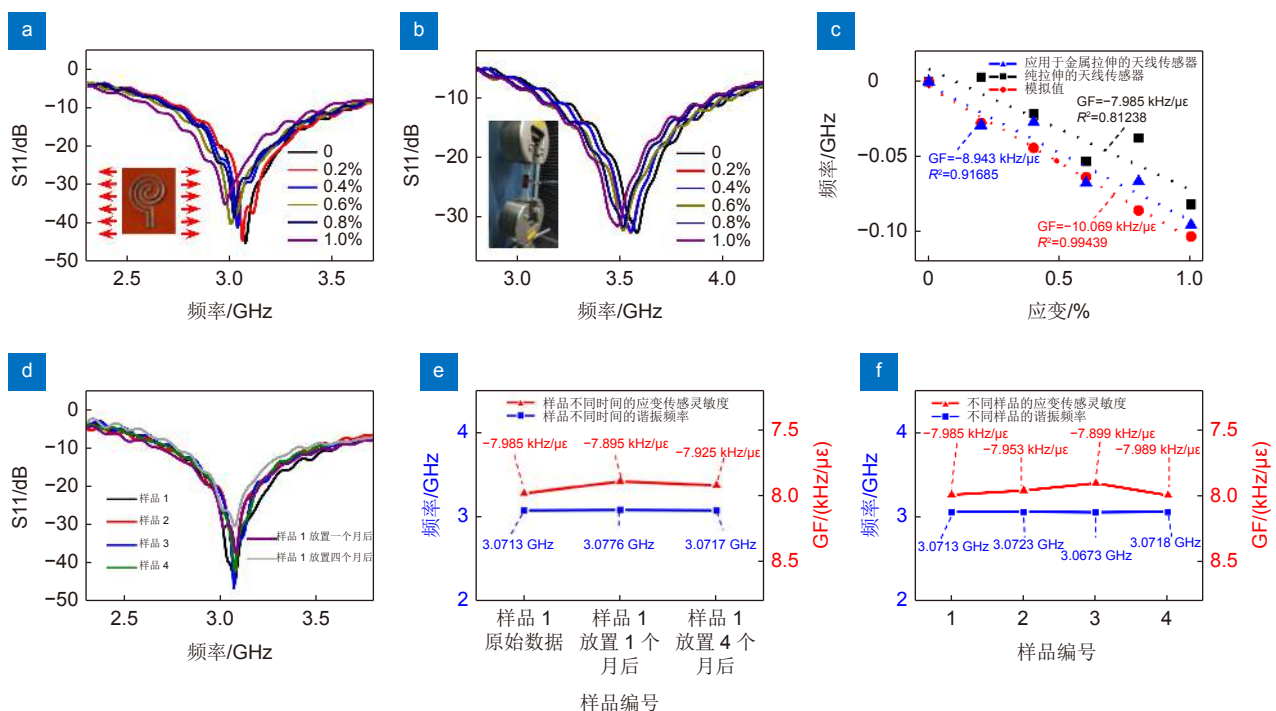 a
0
−10
−20
−30
−40
−50
S11/dB
0
0.2%
0.4%
0.6%
0.8%
1.0%
2.5
3.0
3.5
频率/GHz
b
−10
−20
−30
S11/dB
0
0.2%
0.4%
0.6%
0.8%
1.0%
3.0
3.5
4.0
频率/GHz
c
应用于金属拉伸的天线传感器
纯拉伸的天线传感器
模拟值
0
−0.05
−0.10
频率/GHz
GF=−7.985 kHz/με
R²=0.81238
GF=−8.943 kHz/με
R²=0.91685
GF=−10.069 kHz/με
R²=0.99439
0
0.5
1.0
应变/%
d
0
−10
−20
−30
−40
−50
S11/dB
样品 1
样品 2
样品 3
样品 4
样品 1 放置一个月后
样品 1 放置四个月后
2.5
3.0
3.5
频率/GHz
e
样品不同时间的应变传感灵敏度
样品不同时间的谐振频率
4
3
2
频率/GHz
−7.985 kHz/με
−7.895 kHz/με
−7.925 kHz/με
3.0713 GHz
3.0776 GHz
3.0717 GHz
7.5
8.0
8.5
GF/(kHz/με)
样品 1
原始数据
样品 1
放置 1 个
月后
样品 1
放置 4 个
月后
样品编号
f
不同样品的应变传感灵敏度
不同样品的谐振频率
4
3
2
频率/GHz
−7.985 kHz/με
−7.953 kHz/με
−7.899 kHz/με
−7.989 kHz/με
3.0713 GHz
3.0723 GHz
3.0673 GHz
3.0718 GHz
7.5
8.0
8.5
GF/(kHz/με)
1
2
3
4
样品编号